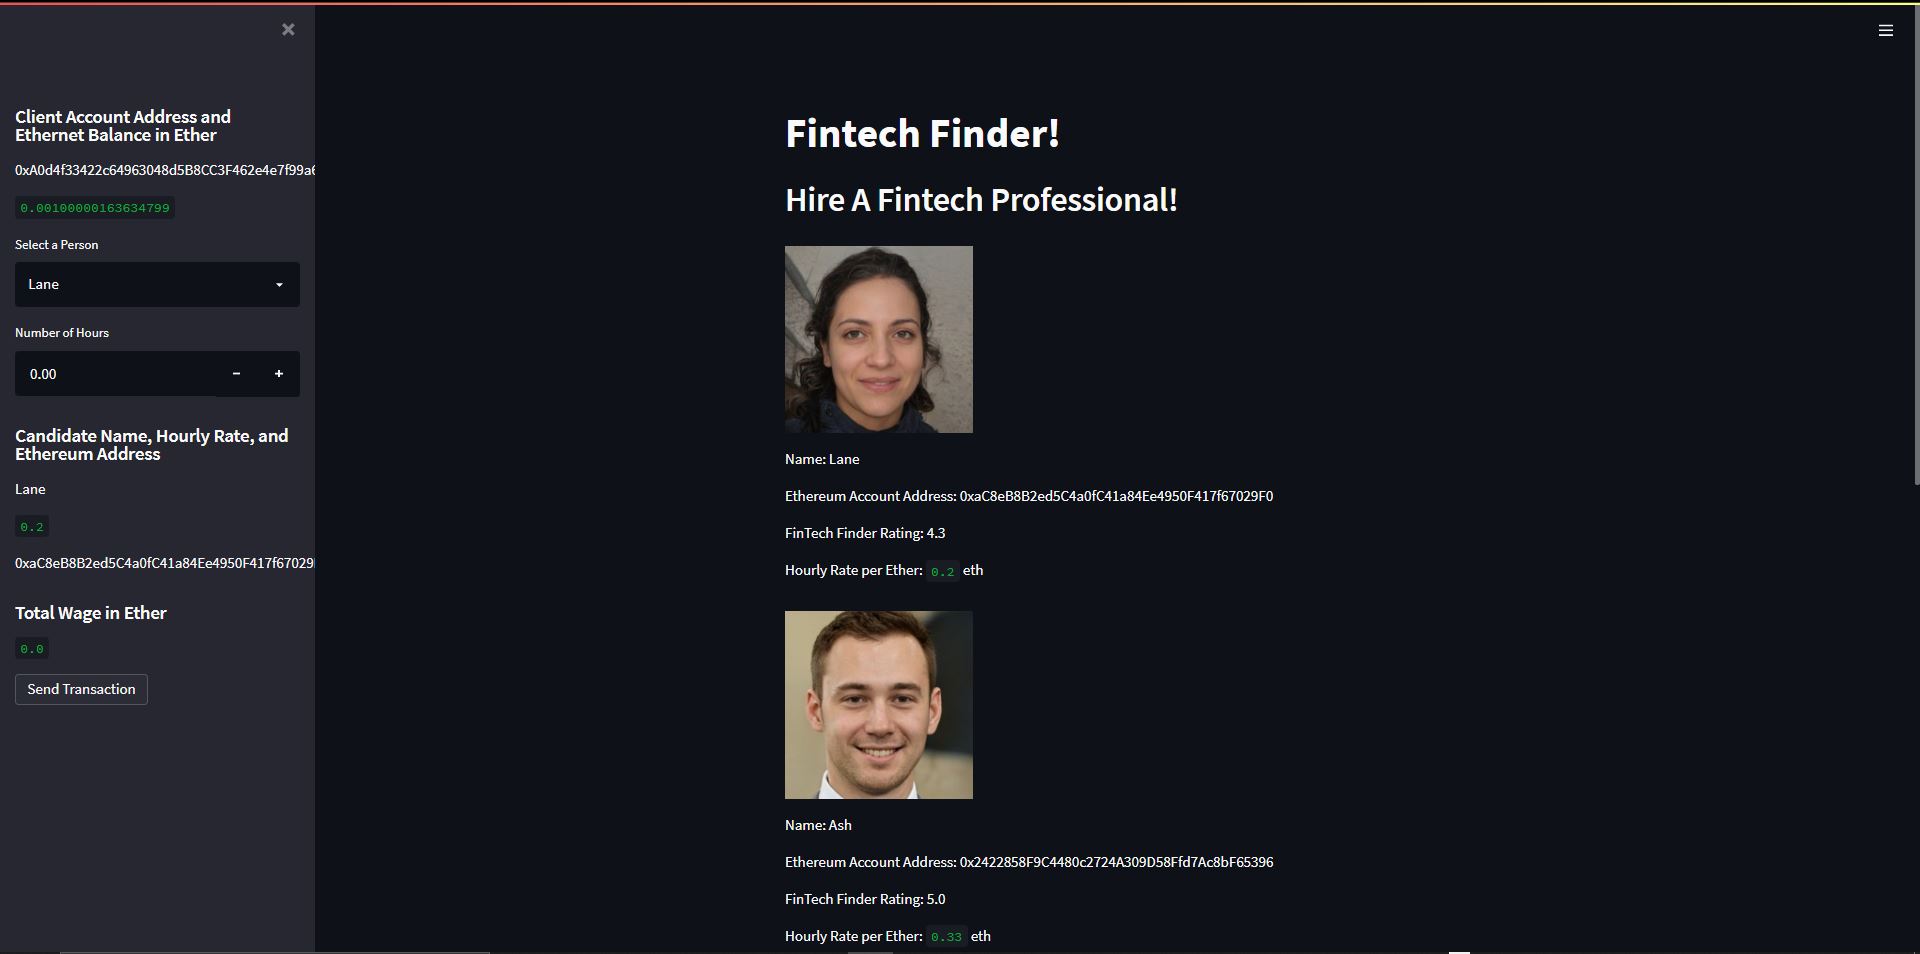 Client Account Address and
Ethernet Balance in Ether
0xA0d4f33422c64963048d5B8CC3F462e4e7f99a6
0.00100000163634799
Select a Person
Lane
Number of Hours
0.00
Candidate Name, Hourly Rate, and
Ethereum Address
Lane
0.2
0xaC8eB8B2ed5C4a0fC41a84Ee4950F417f67029
Total Wage in Ether
0.0
Send Transaction
Fintech Finder!
Hire A Fintech Professional!
Name: Lane
Ethereum Account Address: 0xaC8eB8B2ed5C4a0fC41a84Ee4950F417f67029F0
FinTech Finder Rating: 4.3
Hourly Rate per Ether: 0.2 eth
Name: Ash
Ethereum Account Address: 0x2422858F9C4480c2724A309D58Ffd7Ac8bF65396
FinTech Finder Rating: 5.0
Hourly Rate per Ether: 0.33 eth